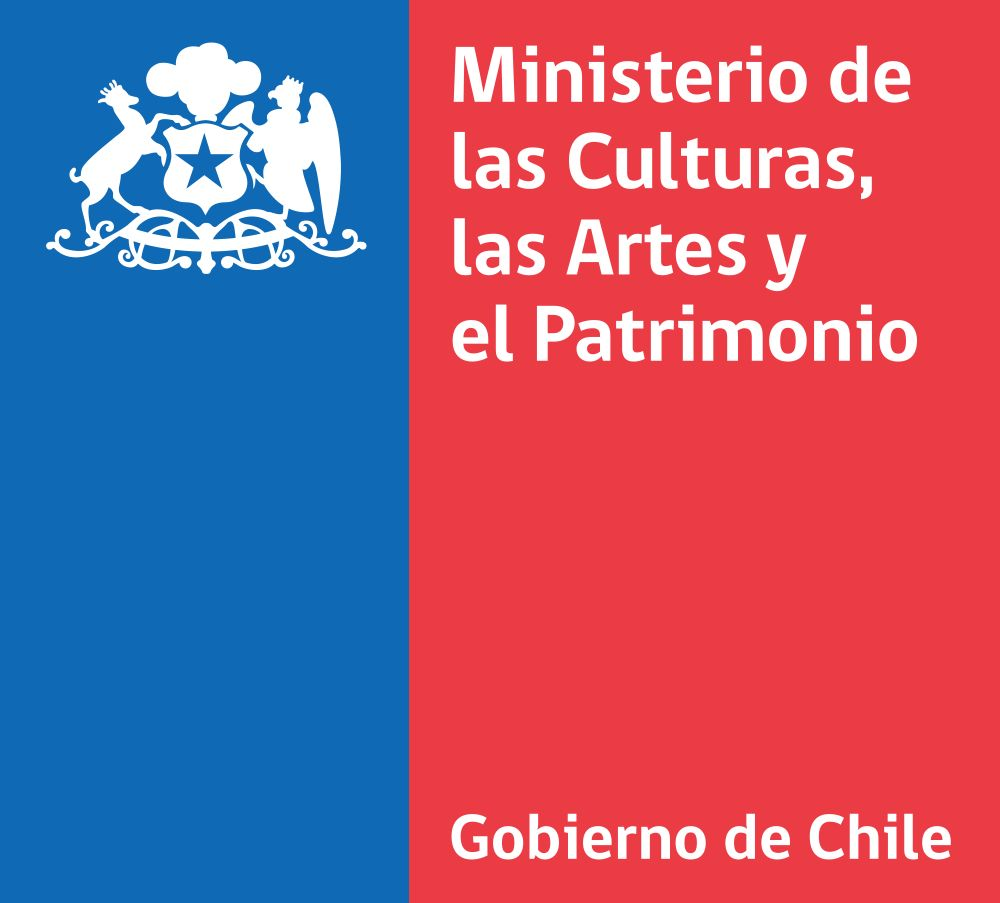 Ministerio de
las Culturas,
las Artes y
el Patrimonio
Gobierno de Chile